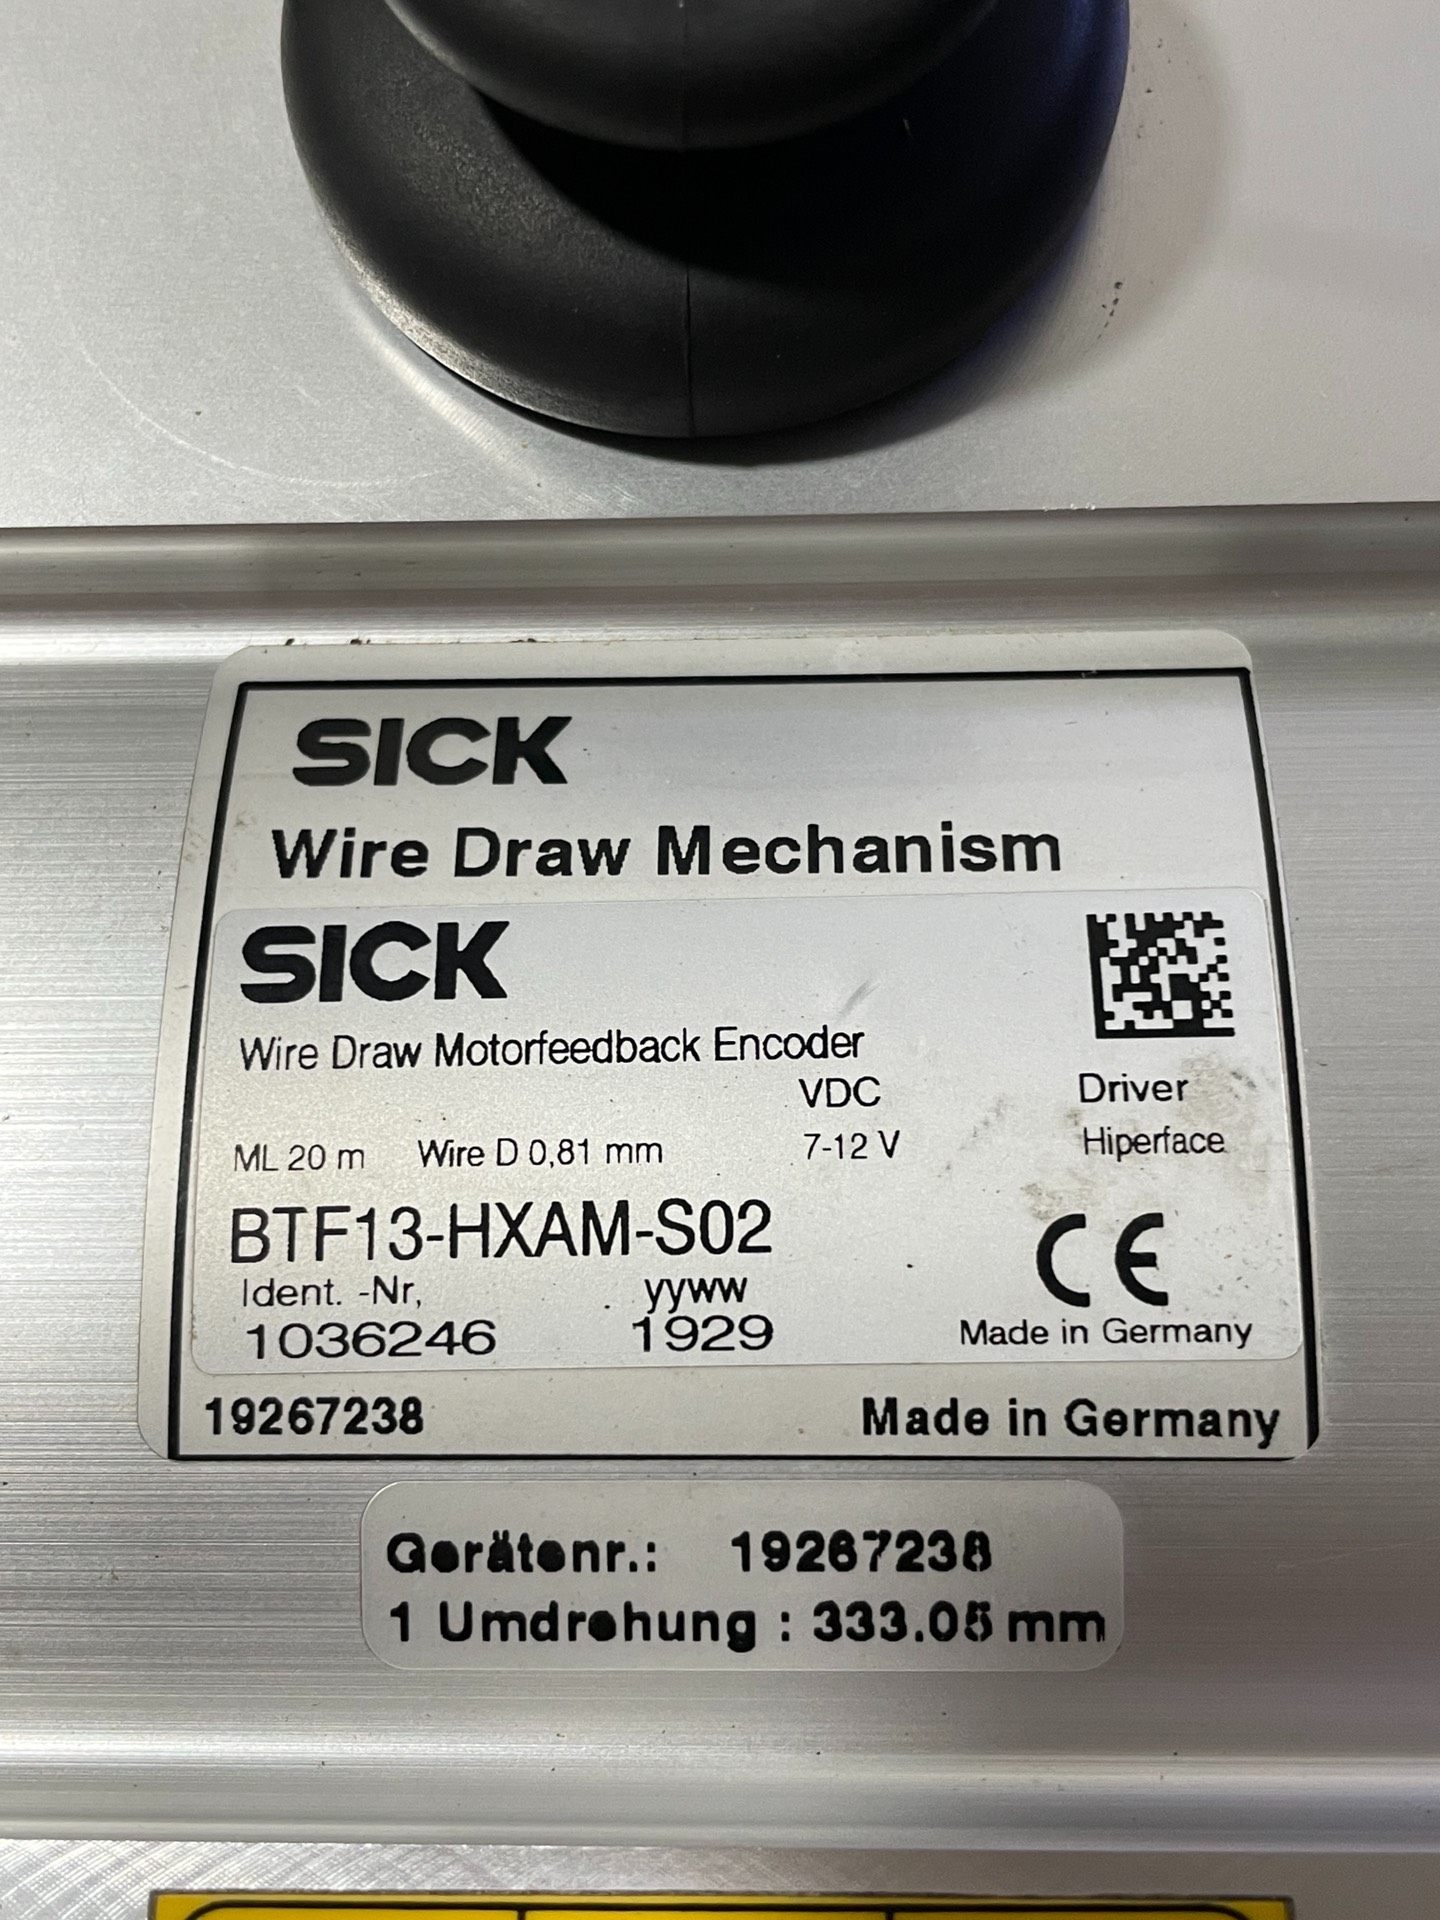 SICK
Wire Draw Mechanism
SICK
Wire Draw Motorfeedback Encoder
VDC Driver
ML 20 m Wire D 0,81 mm 7-12 V Hiperface
BTF13-HXAM-S02
CE
Ident. -Nr, yyww
1036246 1929 Made in Germany
19267238 Made in Germany
Gerätenr.: 19267238
1 Umdrehung : 333.05 mm